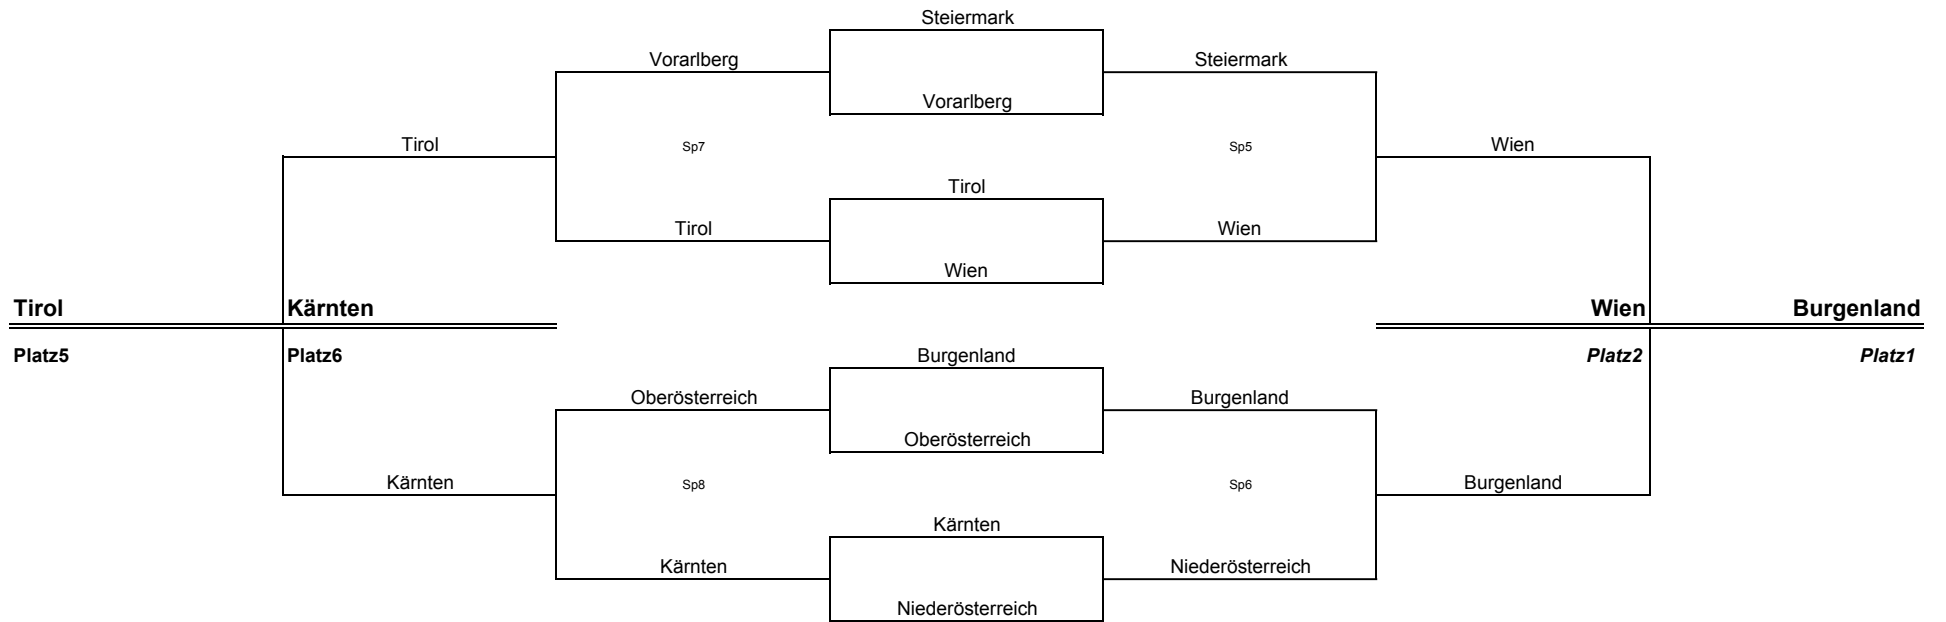 Steiermark
Vorarlberg Steiermark
Vorarlberg
Tirol Sp7 Sp5 Wien
Tirol
Tirol Wien
Wien
Tirol Kärnten Wien Burgenland
Platz5 Platz6 Platz2 Platz1
Burgenland
Oberösterreich Burgenland
Oberösterreich
Kärnten Sp8 Sp6 Burgenland
Kärnten
Kärnten Niederösterreich
Niederösterreich